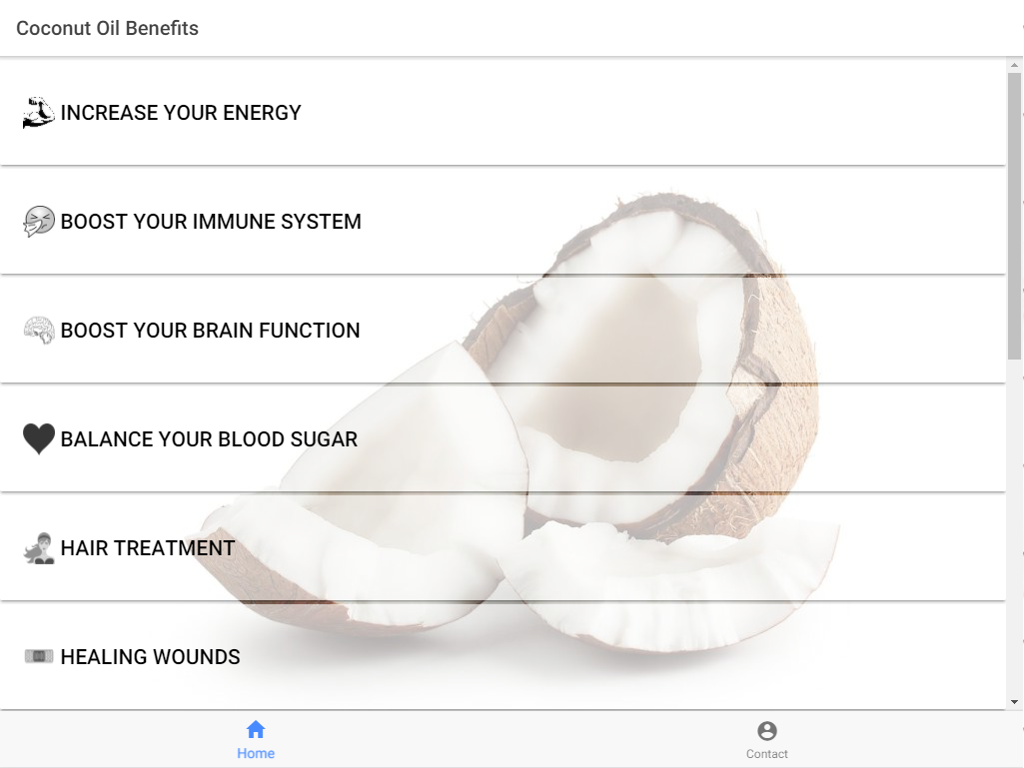 Coconut Oil Benefits
INCREASE YOUR ENERGY
BOOST YOUR IMMUNE SYSTEM
BOOST YOUR BRAIN FUNCTION
BALANCE YOUR BLOOD SUGAR
HAIR TREATMENT
HEALING WOUNDS
Home
Contact